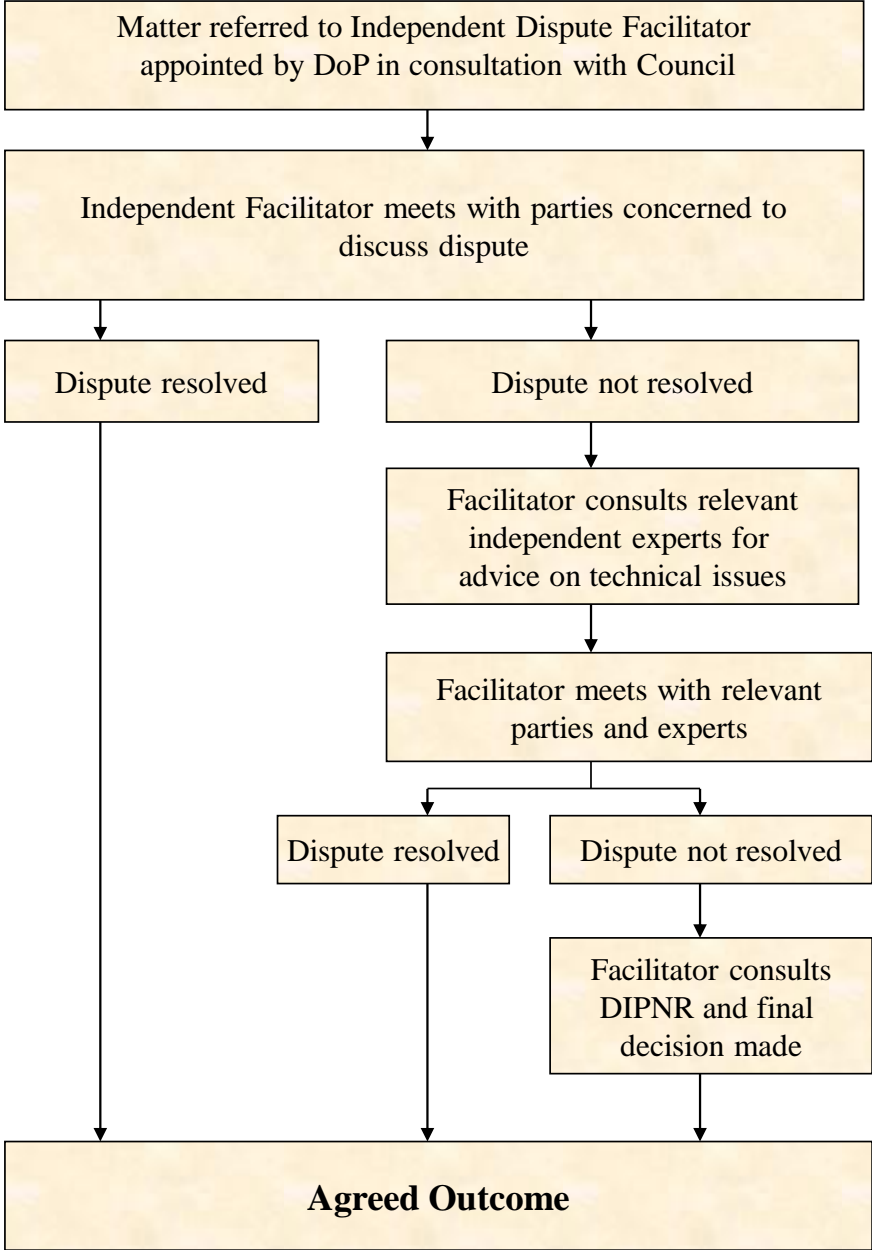 Matter referred to Independent Dispute Facilitator
appointed by DoP in consultation with Council
Independent Facilitator meets with parties concerned to
discuss dispute
Dispute resolved
Dispute not resolved
Facilitator consults relevant
independent experts for
advice on technical issues
Facilitator meets with relevant
parties and experts
Dispute resolved
Dispute not resolved
Facilitator consults
DIPNR and final
decision made
Agreed Outcome